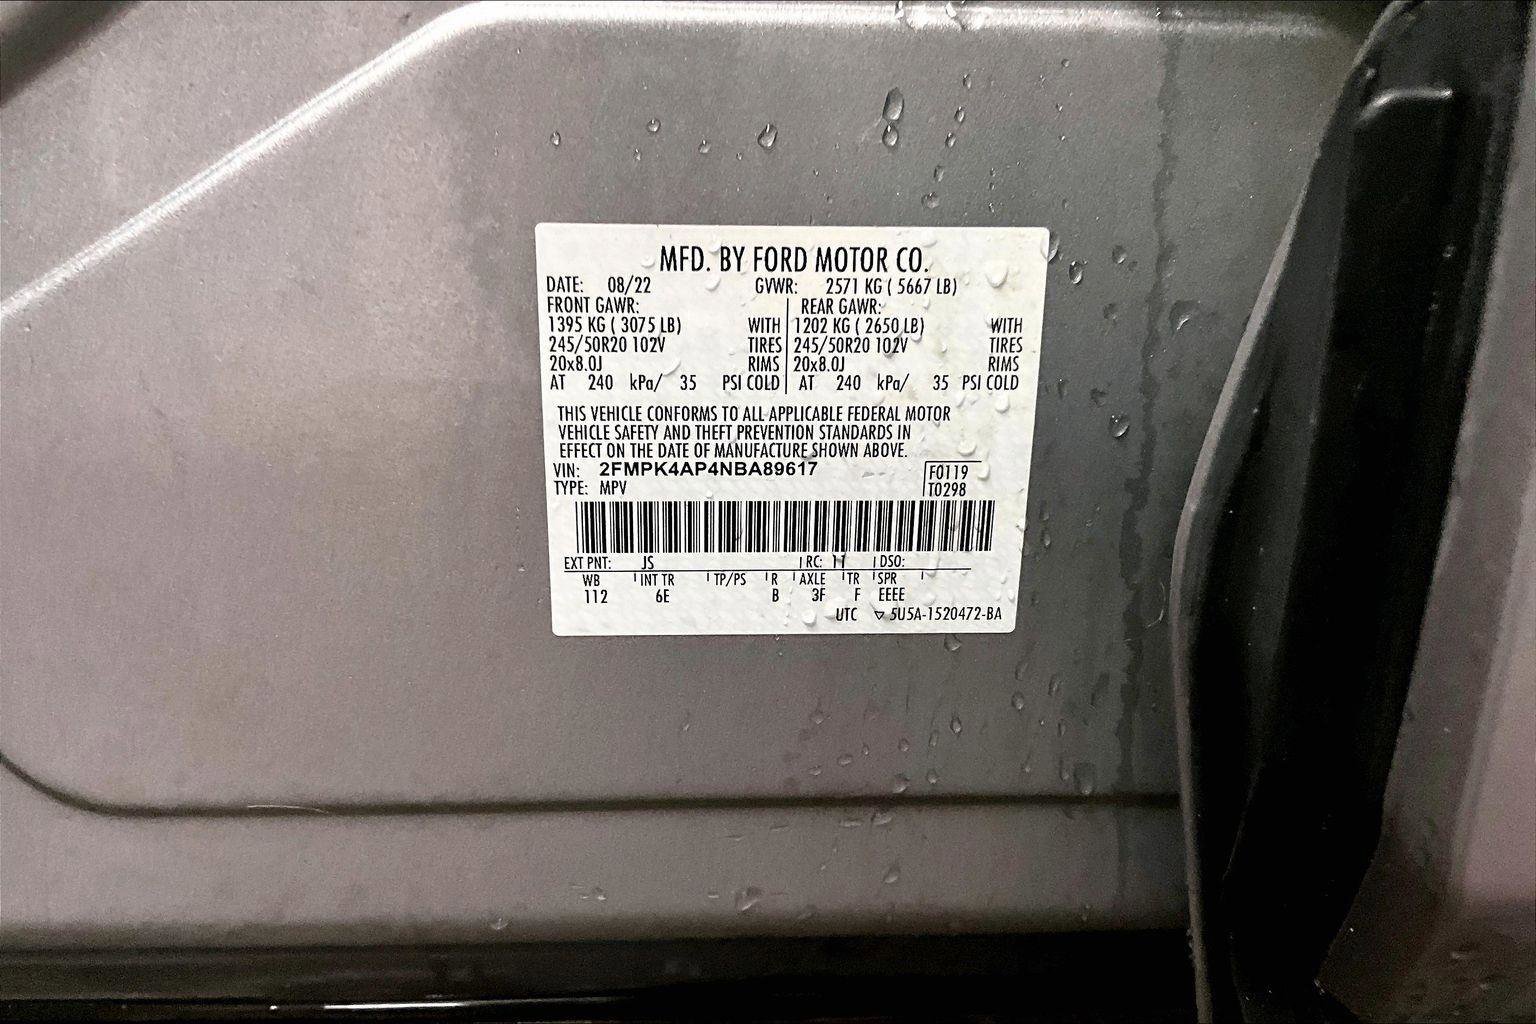 MFD. BY FORD MOTOR CO.
DATE: 08/22 GVWR: 2571 KG ( 5667 LB)
FRONT GAWR: REAR GAWR:
1395 KG ( 3075 LB) WITH 1202 KG ( 2650 LB) WITH
245/50R20 102V TIRES 245/50R20 102V TIRES
20x8.0J RIMS 20x8.0J RIMS
AT 240 kPa/ 35 PSI COLD AT 240 kPa/ 35 PSI COLD
THIS VEHICLE CONFORMS TO ALL APPLICABLE FEDERAL MOTOR
VEHICLE SAFETY AND THEFT PREVENTION STANDARDS IN
EFFECT ON THE DATE OF MANUFACTURE SHOWN ABOVE.
VIN: 2FMPK4AP4NBA89617 F0119
TYPE: MPV T0298
EXT PNT: JS RC: 11 DSO:
WB INT TR TP/PS R AXLE TR SPR
112 6E B 3F F EEEE
UTC ▽ 5U5A-1520472-BA